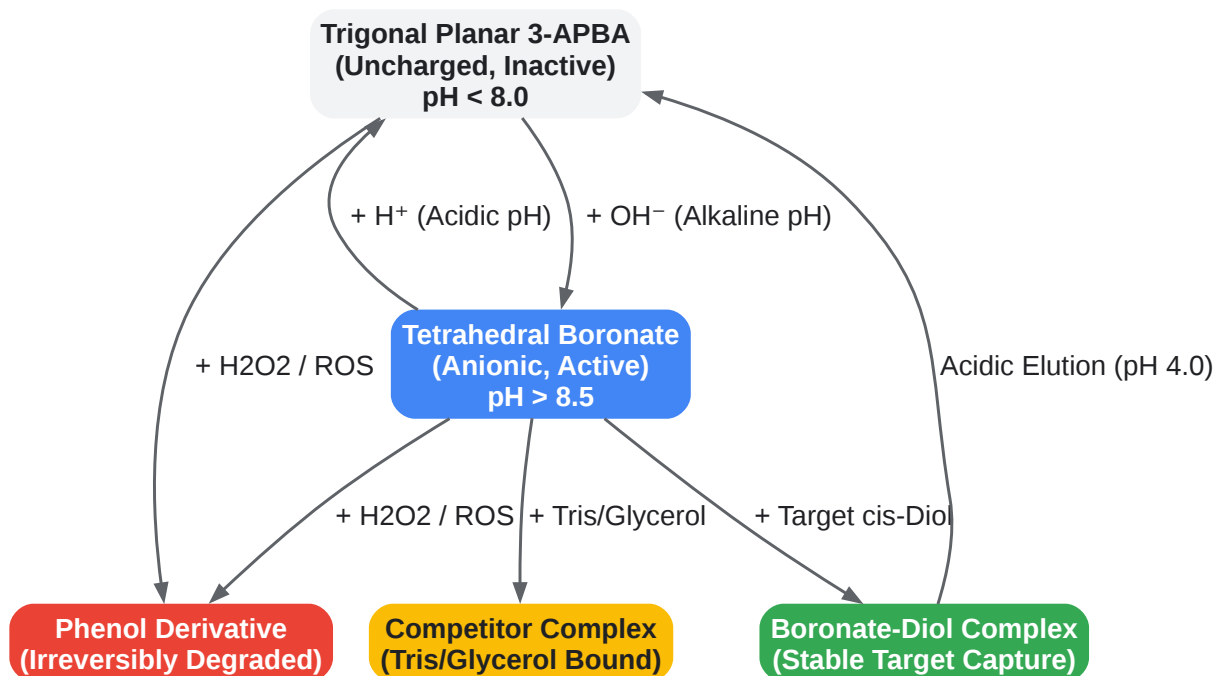 Trigonal Planar 3-APBA
(Uncharged, Inactive)
pH < 8.0
+ H⁺ (Acidic pH)
+ OH⁻ (Alkaline pH)
Tetrahedral Boronate
(Anionic, Active)
pH > 8.5
+ H2O2 / ROS
Acidic Elution (pH 4.0)
+ H2O2 / ROS
+ Tris/Glycerol
+ Target cis-Diol
Phenol Derivative
(Irreversibly Degraded)
Competitor Complex
(Tris/Glycerol Bound)
Boronate-Diol Complex
(Stable Target Capture)